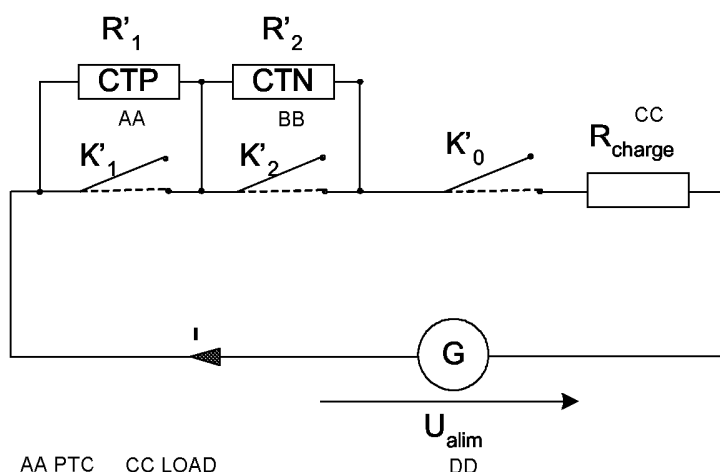 R'1 R'2
CTP CTN
AA BB CC
K'1 K'2 K'0 Rcharge
I
G
Ualim
AA PTC CC LOAD DD